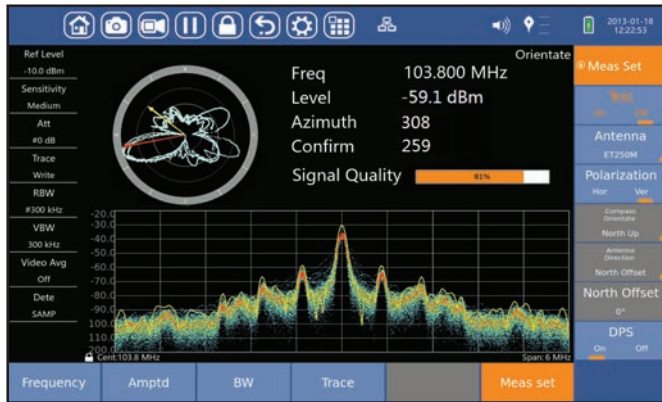 2013-01-18
12:22:53
Ref Level
-10.0 dBm
Sensitivity
Medium
Att
#0 dB
Trace
Write
RBW
#300 kHz
VBW
300 kHz
Video Avg
Off
Dete
SAMP
Orientate
Freq 103.800 MHz
Level -59.1 dBm
Azimuth 308
Confirm 259
Signal Quality 81%
-20.0
-30.0
-40.0
-50.0
-60.0
-70.0
-80.0
-90.0
100.0
110.0
200.0
Cent:103.8 MHz Span: 6 MHz
Meas Set
Antenna
ET250M
Polarization
Hor Ver
Compass
Orientate
North Up
Antenna
Direction
North Offset
North Offset
0°
DPS
On Off
Frequency Amptd BW Trace Meas set